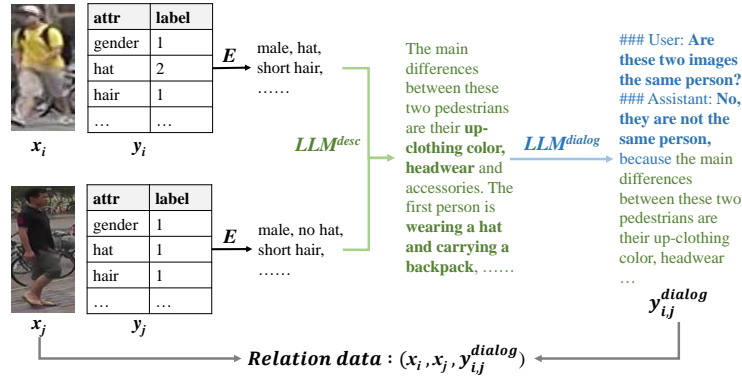 attr label
gender 1
hat 2
hair 1
... ...
x_i
y_i
E
male, hat,
short hair,
......
attr label
gender 1
hat 1
hair 1
... ...
x_j
y_j
E
male, no hat,
short hair,
......
LLM^desc
The main
differences
between these
two pedestrians
are their up-
clothing color,
headwear and
accessories. The
first person is
wearing a hat
and carrying a
backpack, ......
LLM^dialog
### User: Are
these two images
the same person?
### Assistant: No,
they are not the
same person,
because the main
differences
between these two
pedestrians are
their up-clothing
color, headwear
...
y_{i,j}^{dialog}
Relation data : (x_i, x_j, y_{i,j}^{dialog})